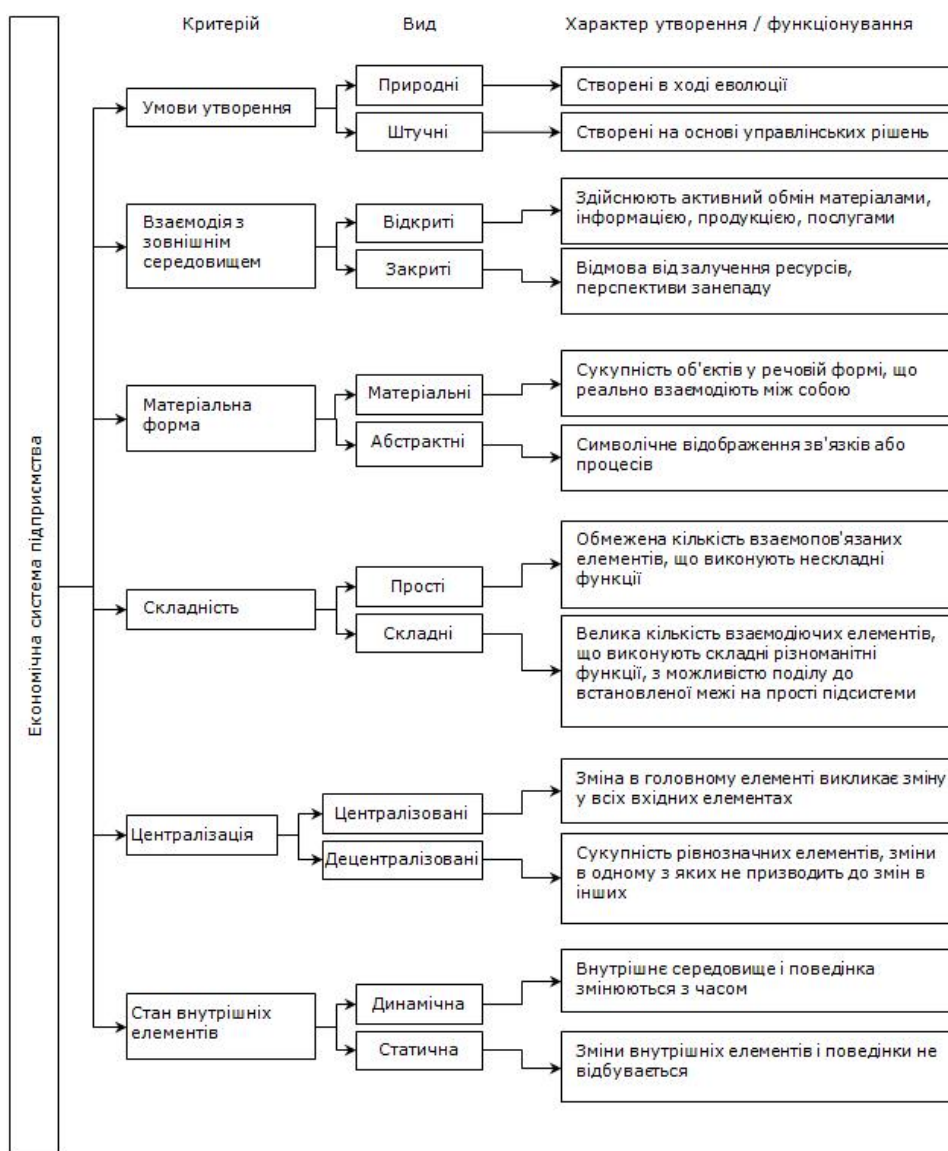 Критерій
Вид
Характер утворення / функціонування
Економічна система підприємства
Умови утворення
Природні
Створені в ході еволюції
Штучні
Створені на основі управлінських рішень
Взаємодія з
зовнішнім
середовищем
Відкриті
Здійснюють активний обмін матеріалами,
інформацією, продукцією, послугами
Закриті
Відмова від залучення ресурсів,
перспективи занепаду
Матеріальна
форма
Матеріальні
Сукупність об'єктів у речовій формі, що
реально взаємодіють між собою
Абстрактні
Символічне відображення зв'язків або
процесів
Складність
Прості
Обмежена кількість взаємопов'язаних
елементів, що виконують нескладні
функції
Складні
Велика кількість взаємодіючих елементів,
що виконують складні різноманітні
функції, з можливістю поділу до
встановленої межі на прості підсистеми
Централізація
Централізовані
Зміна в головному елементі викликає зміну
у всіх вхідних елементах
Децентралізовані
Сукупність рівнозначних елементів, зміни
в одному з яких не призводить до змін в
інших
Стан внутрішніх
елементів
Динамічна
Внутрішнє середовище і поведінка
змінюються з часом
Статична
Зміни внутрішніх елементів і поведінки не
відбувається